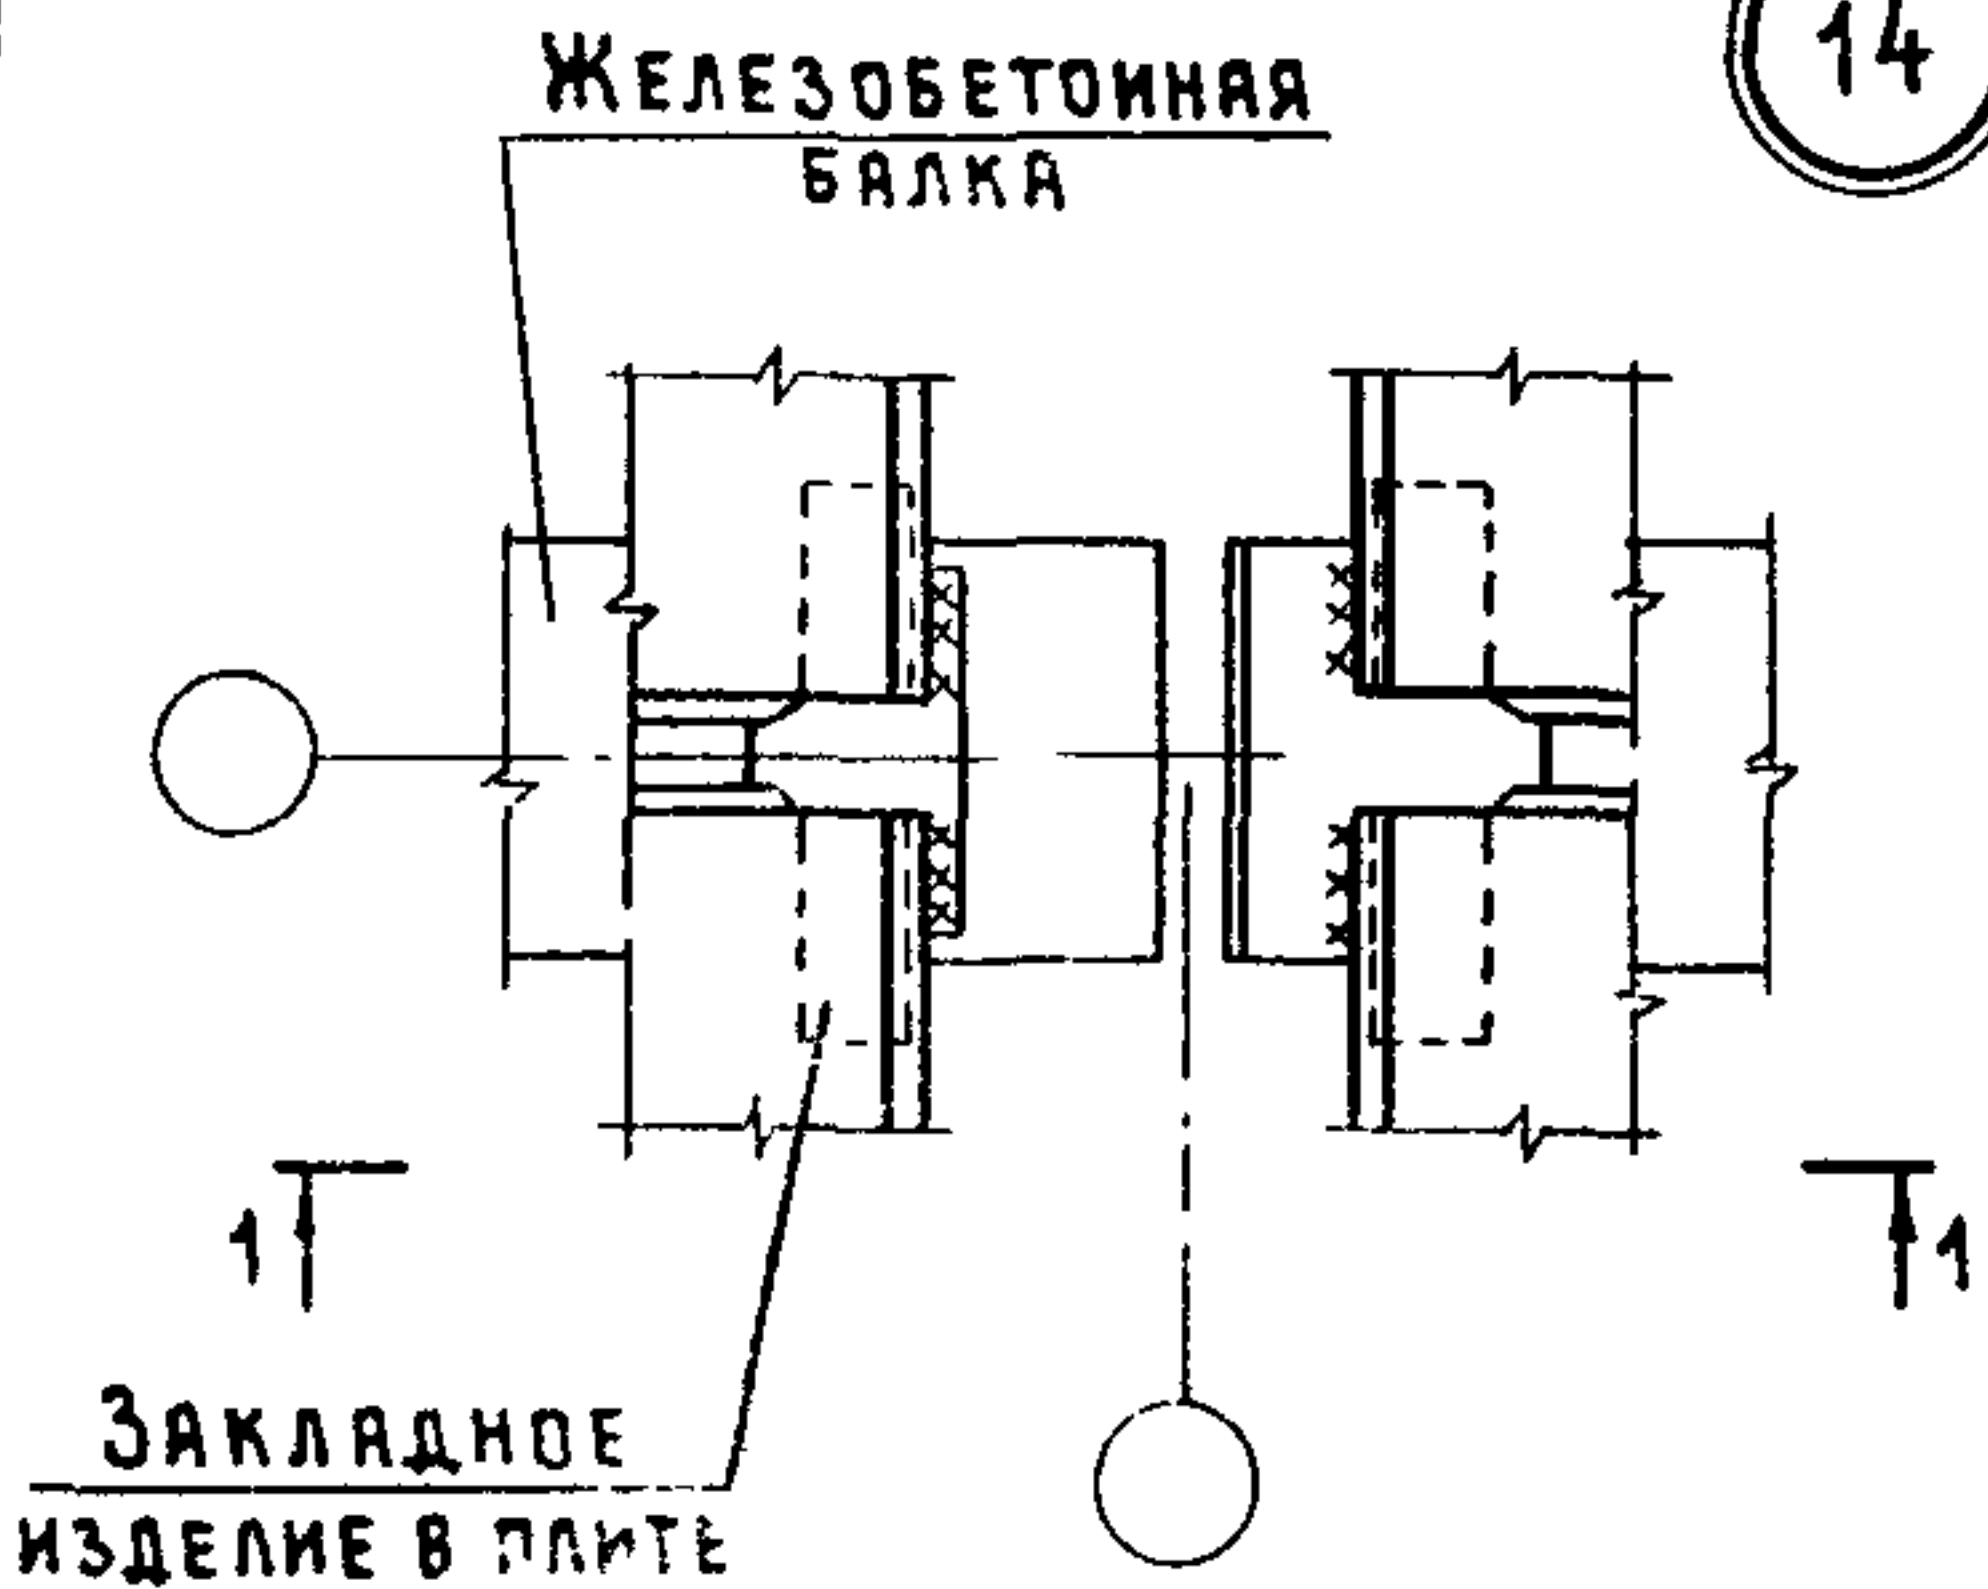 14
ЖЕЛЕЗОБЕТОННАЯ
БАЛКА
1
1
ЗАКЛАДНОЕ
ИЗДЕЛИЕ В ПЛИТЕ